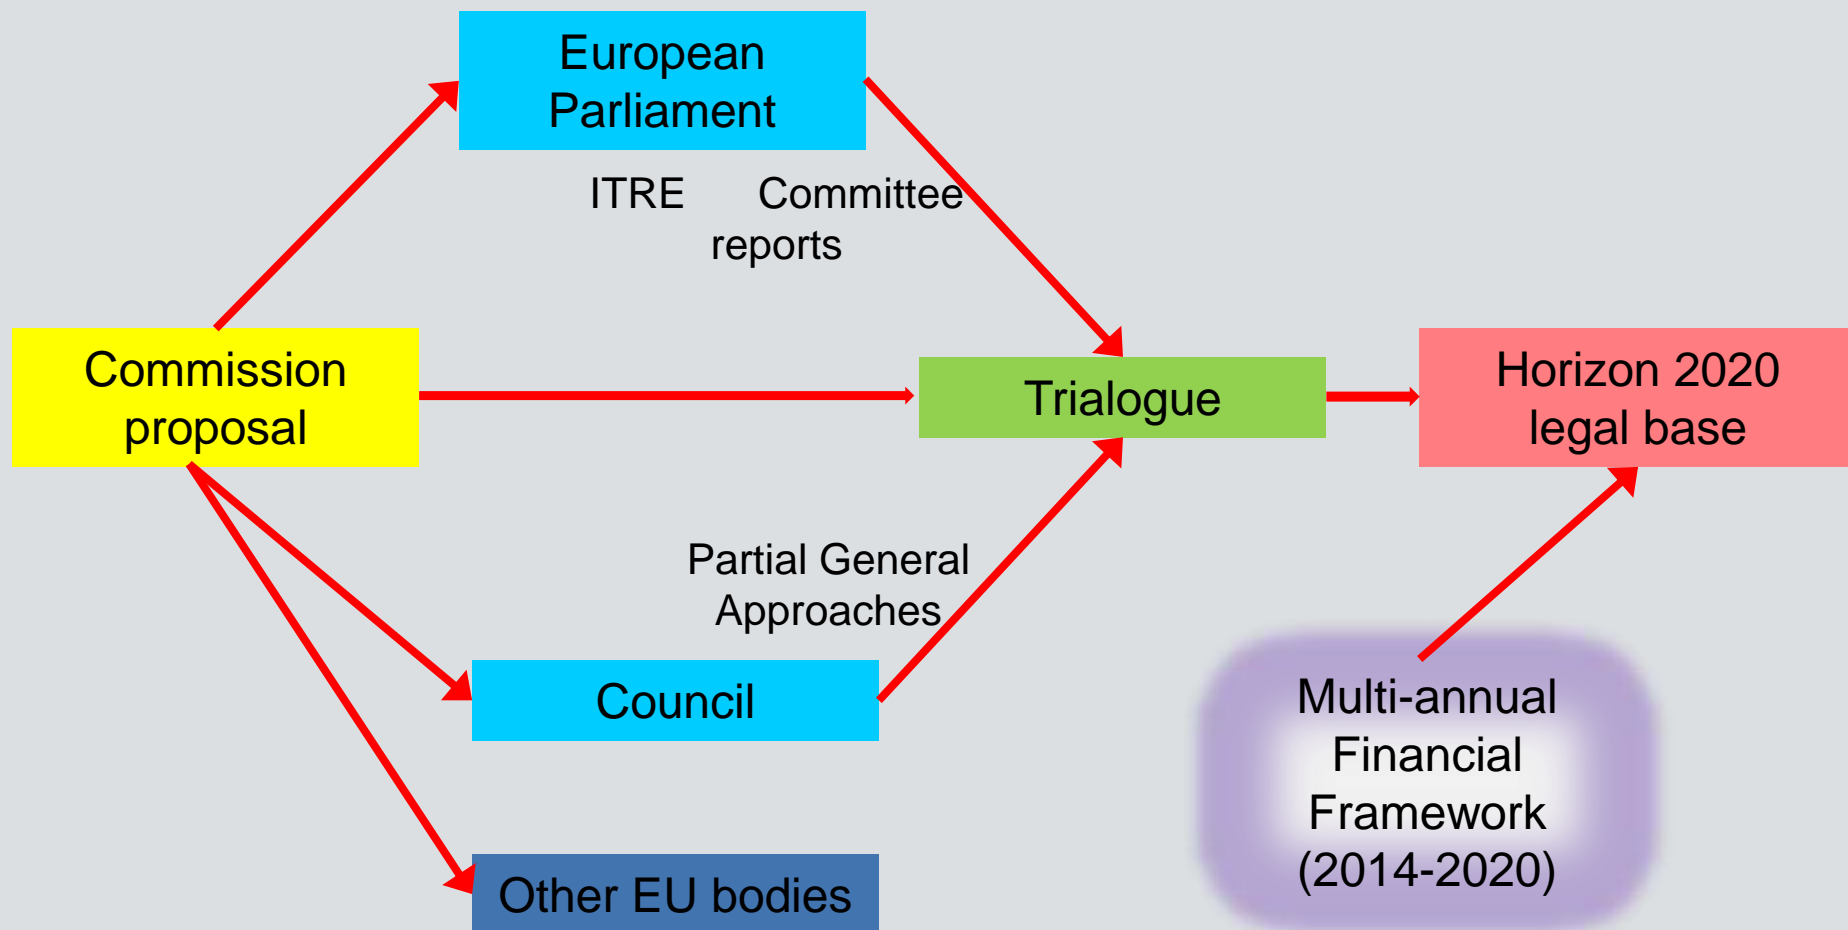 European
Parliament
ITRE Committee
reports
Commission
proposal
Trialogue
Horizon 2020
legal base
Partial General
Approaches
Council
Multi-annual
Financial
Framework
(2014-2020)
Other EU bodies